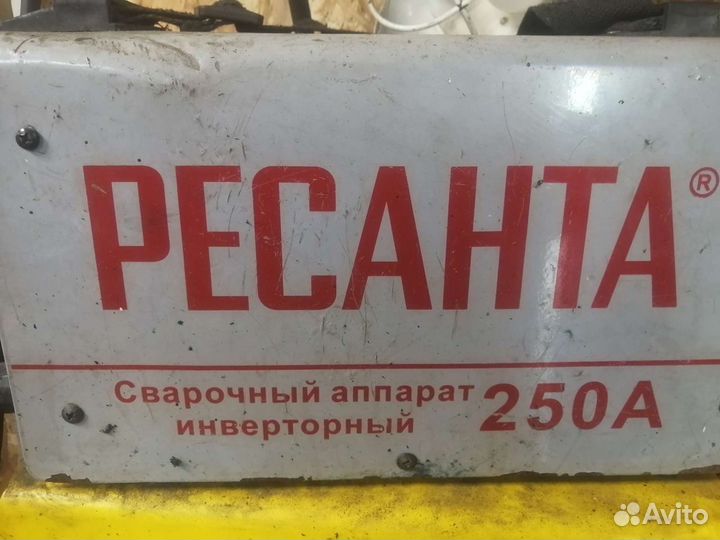 РЕСАНТА®
Сварочный аппарат
инверторный 250А
Avito